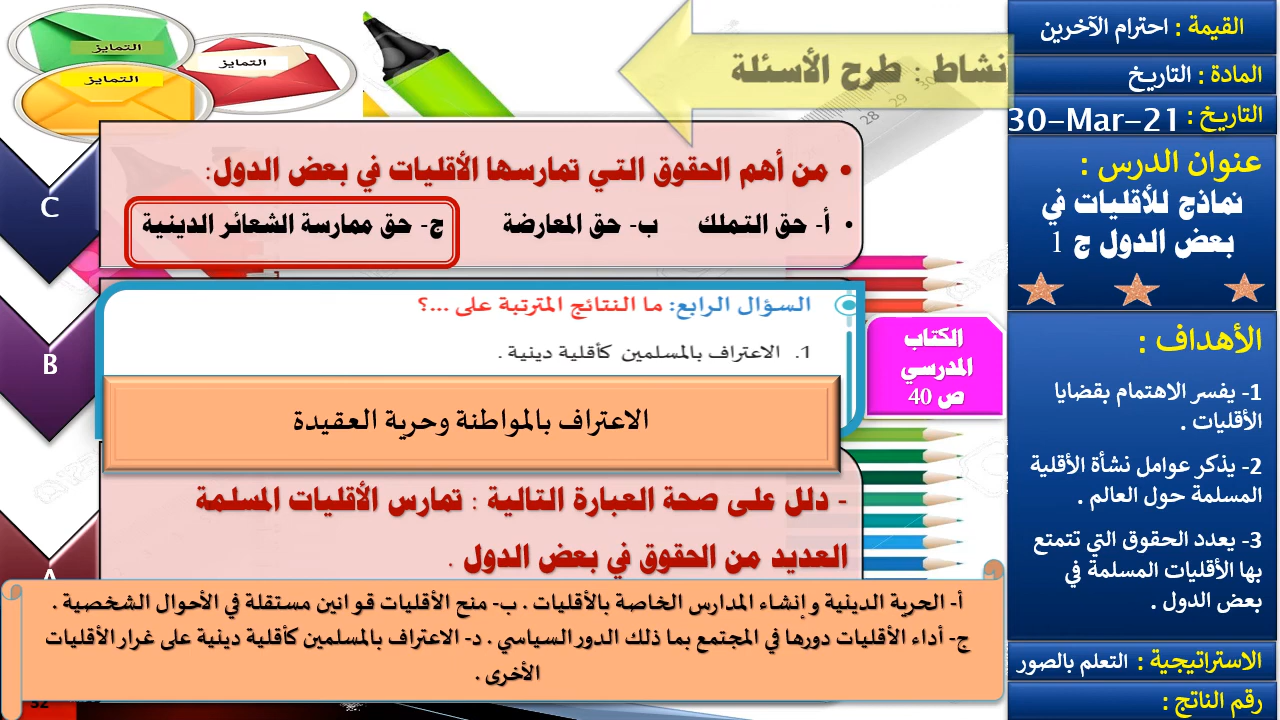 القيمة : احترام الآخرين
المادة : التاريخ
التاريخ : 30-Mar-21
عنوان الدرس :
نماذج للأقليات في
بعض الدول ج 1
الأهداف :
1- يفسر الاهتمام بقضايا
الأقليات .
2- يذكر عوامل نشأة الأقلية
المسلمة حول العالم .
3- يعدد الحقوق التي تتمتع
بها الأقليات المسلمة في
بعض الدول .
الاستراتيجية : التعلم بالصور
رقم الناتج :
نشاط : طرح الأسئلة
28 29 30
التمايز
التمايز
التمايز
C
• من أهم الحقوق التي تمارسها الأقليات في بعض الدول:
• أ- حق التملك ب- حق المعارضة ج- حق ممارسة الشعائر الدينية
B
السؤال الرابع: ما النتائج المترتبة على ...؟
1. الاعتراف بالمسلمين كأقلية دينية .
الاعتراف بالمواطنة وحرية العقيدة
الكتاب
المدرسي
ص 40
A
- دلل على صحة العبارة التالية : تمارس الأقليات المسلمة
العديد من الحقوق في بعض الدول .
أ- الحرية الدينية وإنشاء المدارس الخاصة بالأقليات . ب- منح الأقليات قوانين مستقلة في الأحوال الشخصية .
ج- أداء الأقليات دورها في المجتمع بما ذلك الدور السياسي . د- الاعتراف بالمسلمين كأقلية دينية على غرار الأقليات
الأخرى .
32